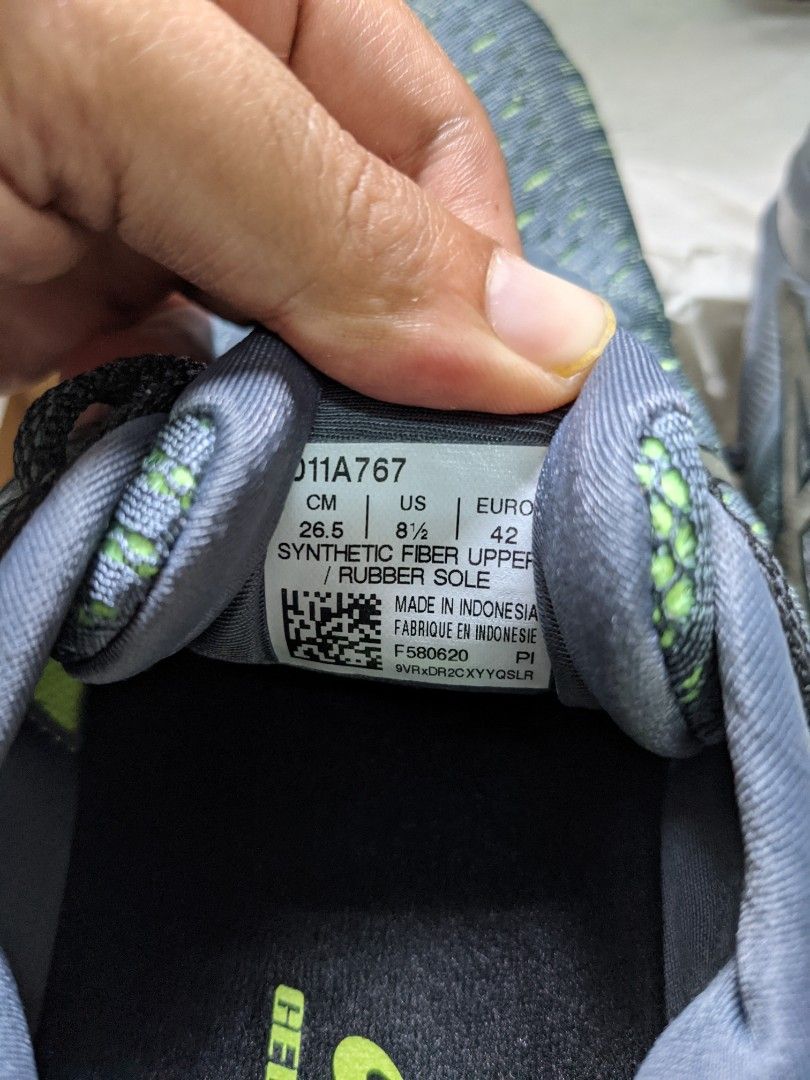 011A767
CM | US | EURO
26.5 | 8½ | 42
SYNTHETIC FIBER UPPER
/ RUBBER SOLE
MADE IN INDONESIA
FABRIQUE EN INDONESIE
F580620 PI
9VRxDR2CXYYQSLR